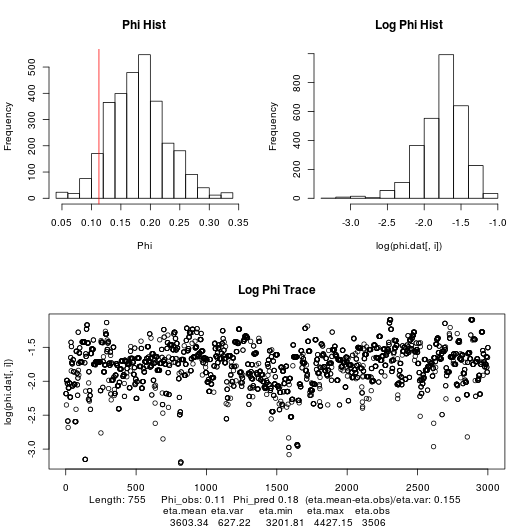 Phi Hist
Frequency
0 100 200 300 400 500
0.05 0.10 0.15 0.20 0.25 0.30 0.35
Phi
Log Phi Hist
Frequency
0 200 400 600 800
-3.0 -2.0 -1.5 -1.0
log(phi.dat[, i])
Log Phi Trace
log(phi.dat[, i])
-3.0 -2.5 -2.0 -1.5
0 500 1000 1500 2000 2500 3000
Length: 755 Phi_obs: 0.11 Phi_pred 0.18 (eta.mean-eta.obs)/eta.var: 0.155
eta.mean eta.var eta.min eta.max eta.obs
3603.34 627.22 3201.81 4427.15 3506